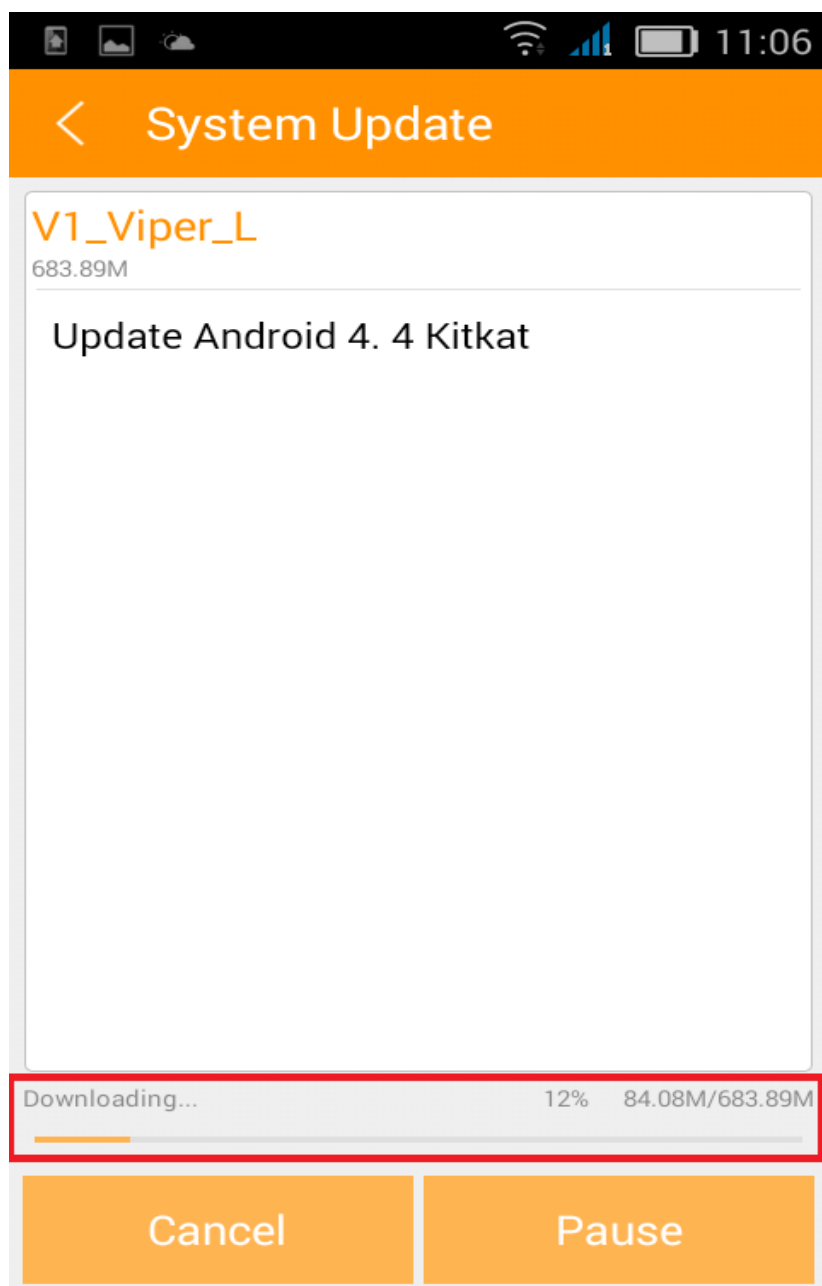 11:06
System Update
V1_Viper_L
683.89M
Update Android 4. 4 Kitkat
Downloading... 12% 84.08M/683.89M
Cancel Pause